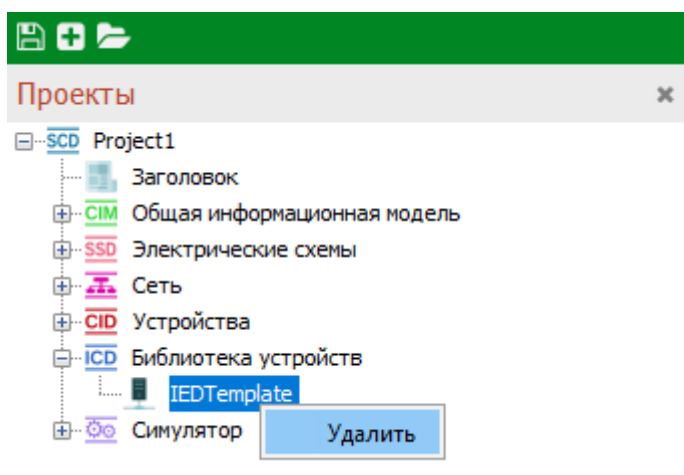 Проекты
SCD Project1
Заголовок
CIM Общая информационная модель
SSD Электрические схемы
Сеть
CID Устройства
ICD Библиотека устройств
IEDTemplate
Симулятор Удалить